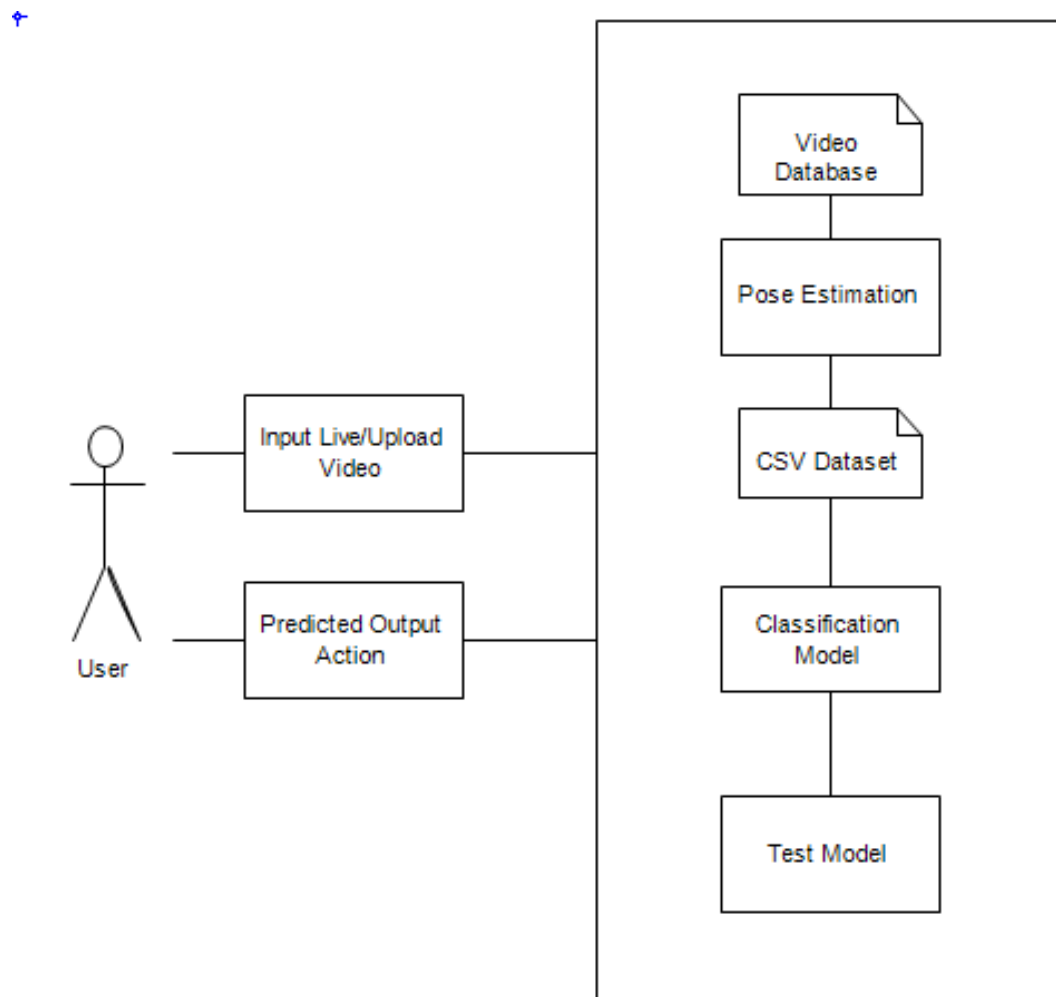 Video
Database
Pose Estimation
Input Live/Upload
Video
CSV Dataset
Predicted Output
Action
User
Classification
Model
Test Model